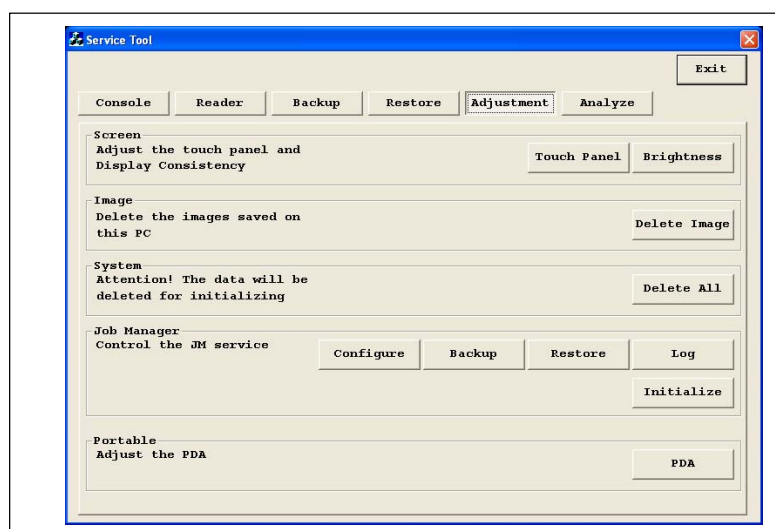 Service Tool
Exit
Console Reader Backup Restore Adjustment Analyze
Screen
Adjust the touch panel and
Display Consistency
Touch Panel Brightness
Image
Delete the images saved on
this PC
Delete Image
System
Attention! The data will be
deleted for initializing
Delete All
Job Manager
Control the JM service
Configure Backup Restore Log
Initialize
Portable
Adjust the PDA
PDA